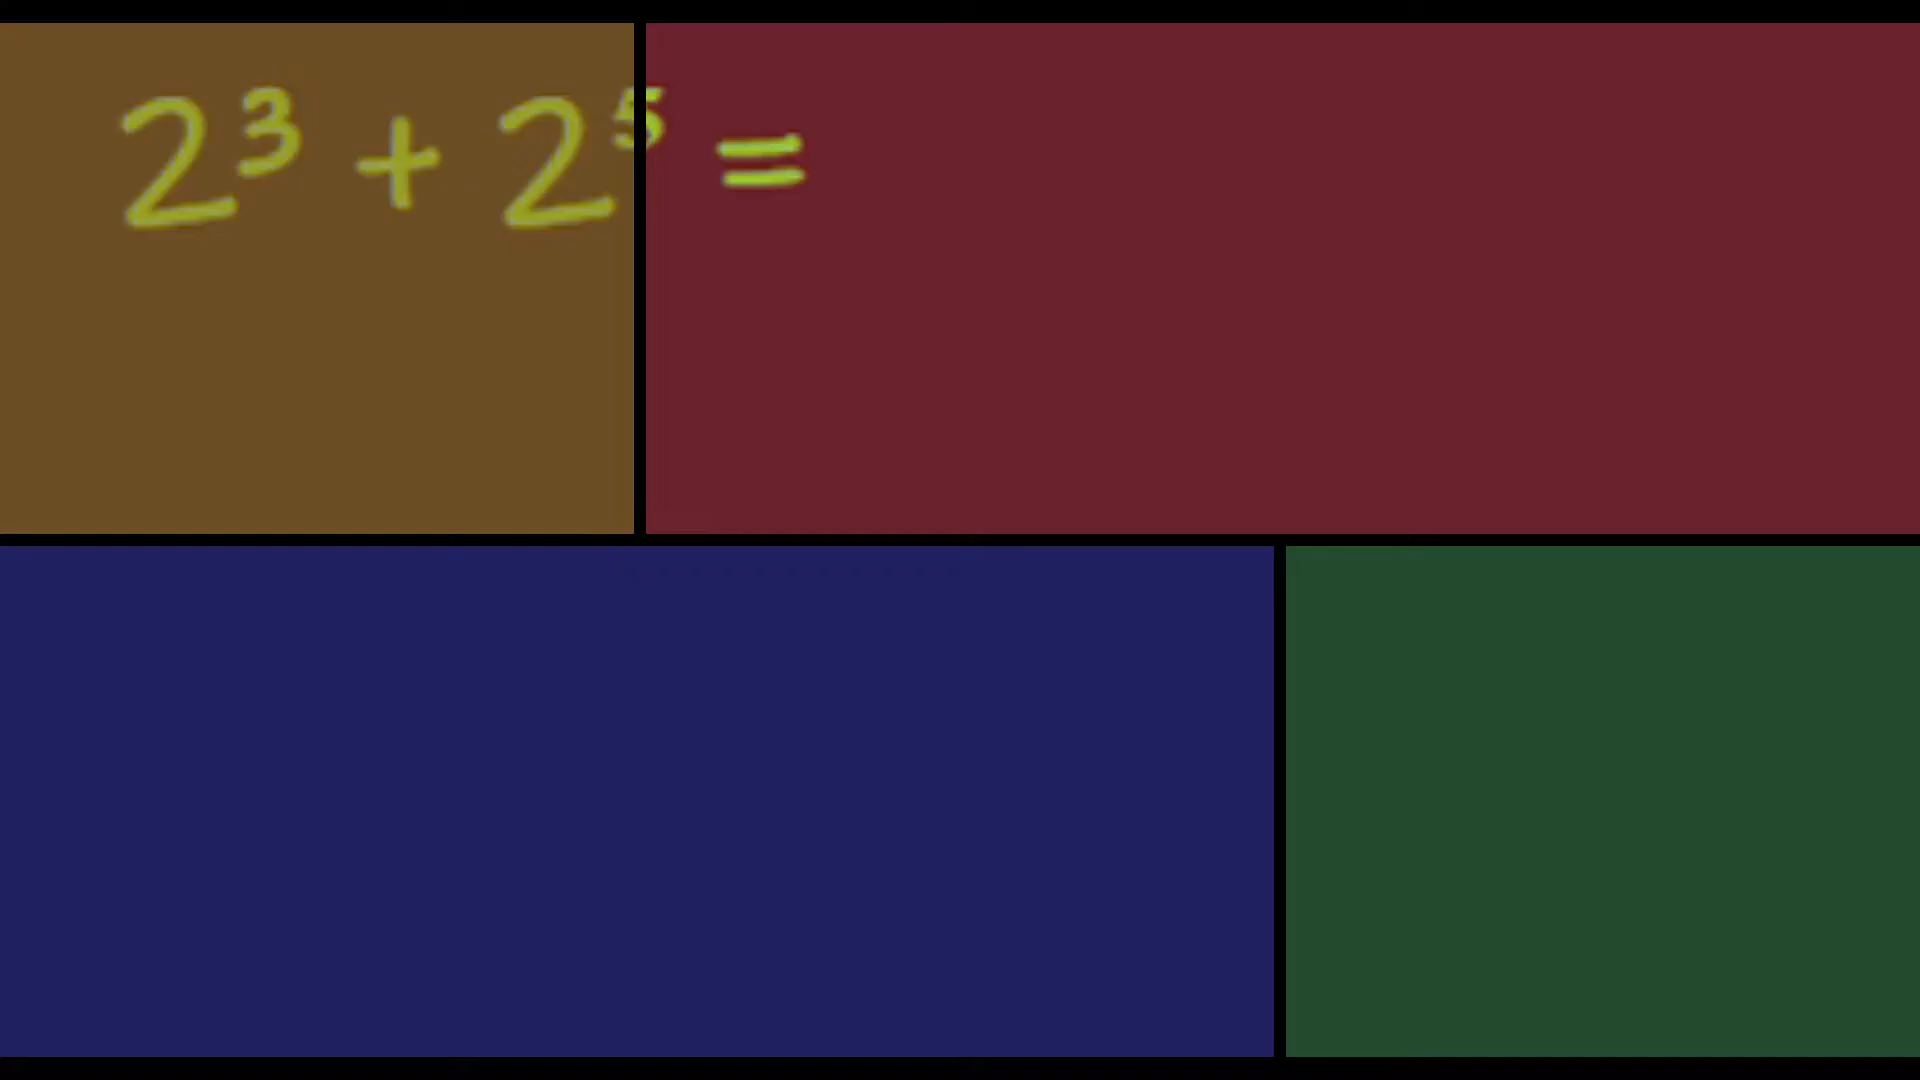 2³ + 2⁵ =